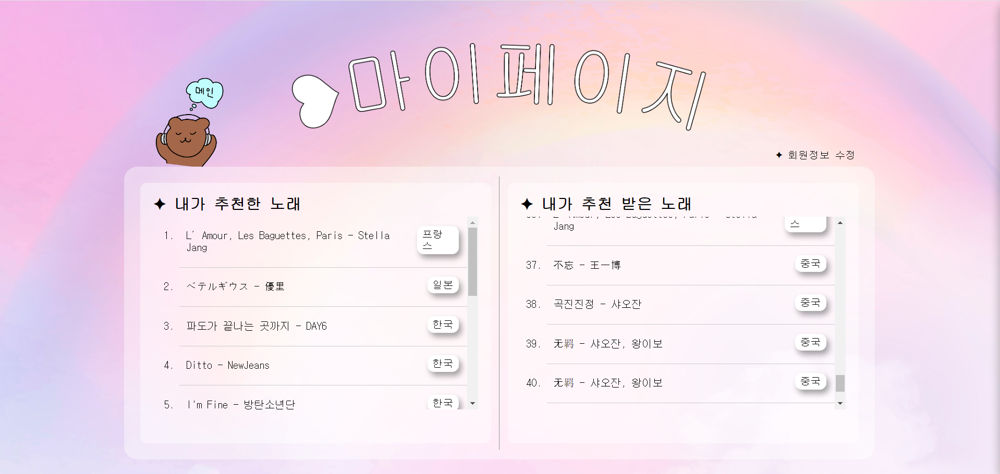 마이페이지
메인
✦ 회원정보 수정
✦ 내가 추천한 노래
1. L' Amour, Les Baguettes, Paris - Stella
Jang
프랑
스
2. ベテルギウス - 優里
일본
3. 파도가 끝나는 곳까지 - DAY6
한국
4. Ditto - NewJeans
한국
5. I'm Fine - 방탄소년단
한국
✦ 내가 추천 받은 노래
L' Amour, Les Baguettes, Paris - Stella
Jang
스
37. 不忘 - 王一博
중국
38. 곡진진정 - 샤오잔
중국
39. 无羁 - 샤오잔, 왕이보
중국
40. 无羁 - 샤오잔, 왕이보
중국